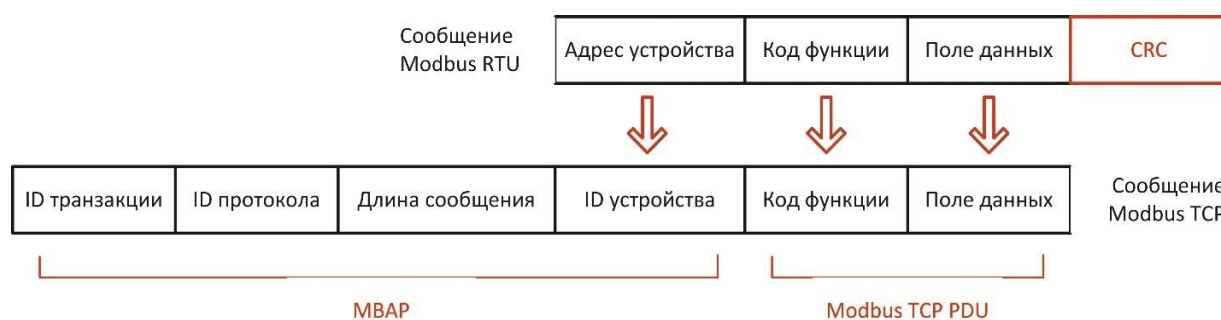 Сообщение
Modbus RTU
Адрес устройства
Код функции
Поле данных
CRC
ID транзакции
ID протокола
Длина сообщения
ID устройства
Код функции
Поле данных
Сообщение
Modbus TCP
MBAP
Modbus TCP PDU